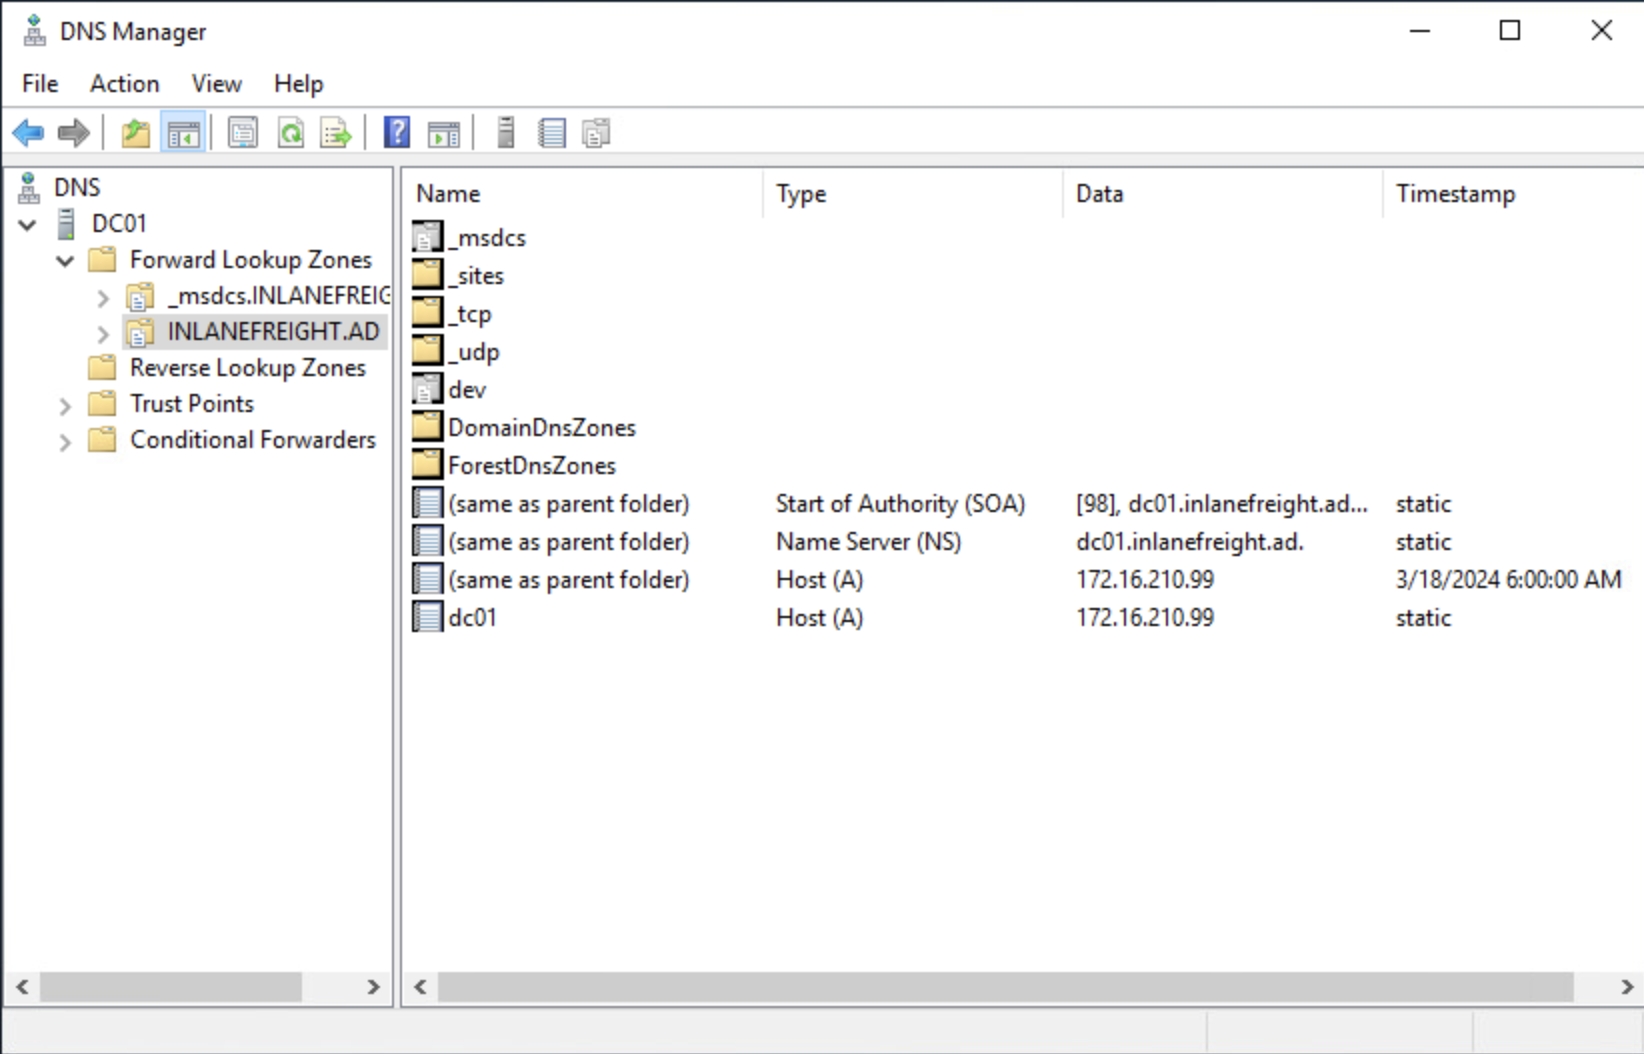 DNS Manager
File Action View Help
DNS
DC01
Forward Lookup Zones
_msdcs.INLANEFREIG
INLANEFREIGHT.AD
Reverse Lookup Zones
Trust Points
Conditional Forwarders
Name Type Data Timestamp
_msdcs
_sites
_tcp
_udp
dev
DomainDnsZones
ForestDnsZones
(same as parent folder) Start of Authority (SOA) [98], dc01.inlanefreight.ad... static
(same as parent folder) Name Server (NS) dc01.inlanefreight.ad. static
(same as parent folder) Host (A) 172.16.210.99 3/18/2024 6:00:00 AM
dc01 Host (A) 172.16.210.99 static